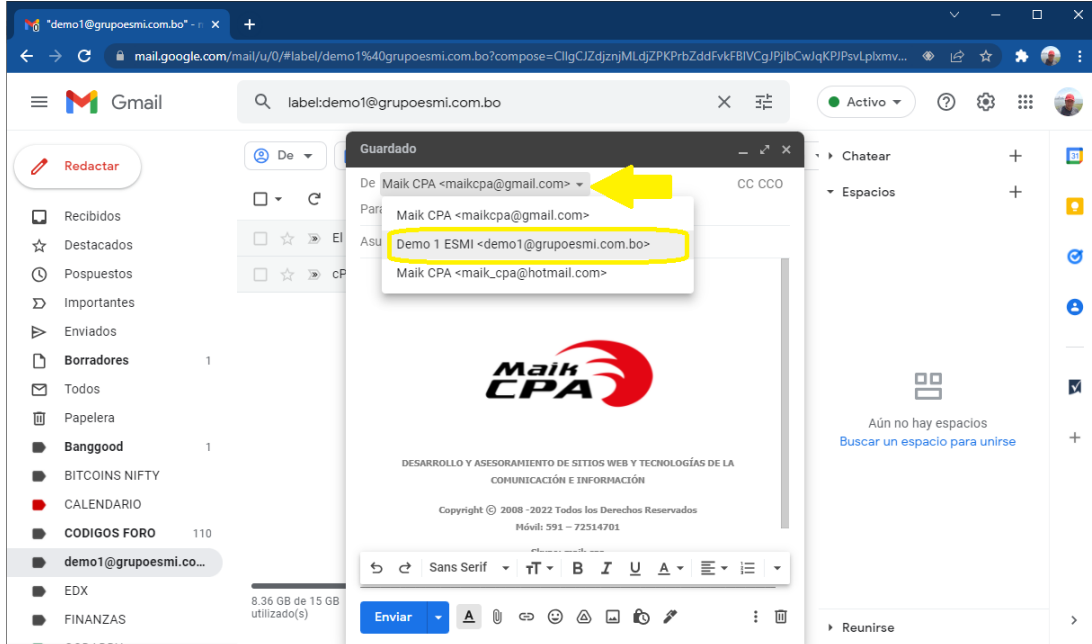 "demo1@grupoesmi.com.bo" - n
mail.google.com/mail/u/0/#label/demo1%40grupoesmi.com.bo?compose=CllgCJZdjznjMLdjZPKPrbZddFvkFBlVCgJPjlbCwJqKPJPsvLplxmv...
Gmail
label:demo1@grupoesmi.com.bo
Activo
Redactar
Recibidos
Destacados
Pospuestos
Importantes
Enviados
Borradores 1
Todos
Papelera
Banggood 1
BITCOINS NIFTY
CALENDARIO
CODIGOS FORO 110
demo1@grupoesmi.co...
EDX
FINANZAS
De
El
cP
8.36 GB de 15 GB
utilizado(s)
Guardado
De Maik CPA <maikcpa@gmail.com>
CC CCO
Para
Maik CPA <maikcpa@gmail.com>
Asu
Demo 1 ESMI <demo1@grupoesmi.com.bo>
Maik CPA <maik_cpa@hotmail.com>
Maik
CPA
DESARROLLO Y ASESORAMIENTO DE SITIOS WEB Y TECNOLOGÍAS DE LA
COMUNICACIÓN E INFORMACIÓN
Copyright © 2008 -2022 Todos los Derechos Reservados
Móvil: 591 – 72514701
Sans Serif
Enviar
Chatear
Espacios
Aún no hay espacios
Buscar un espacio para unirse
Reunirse
31